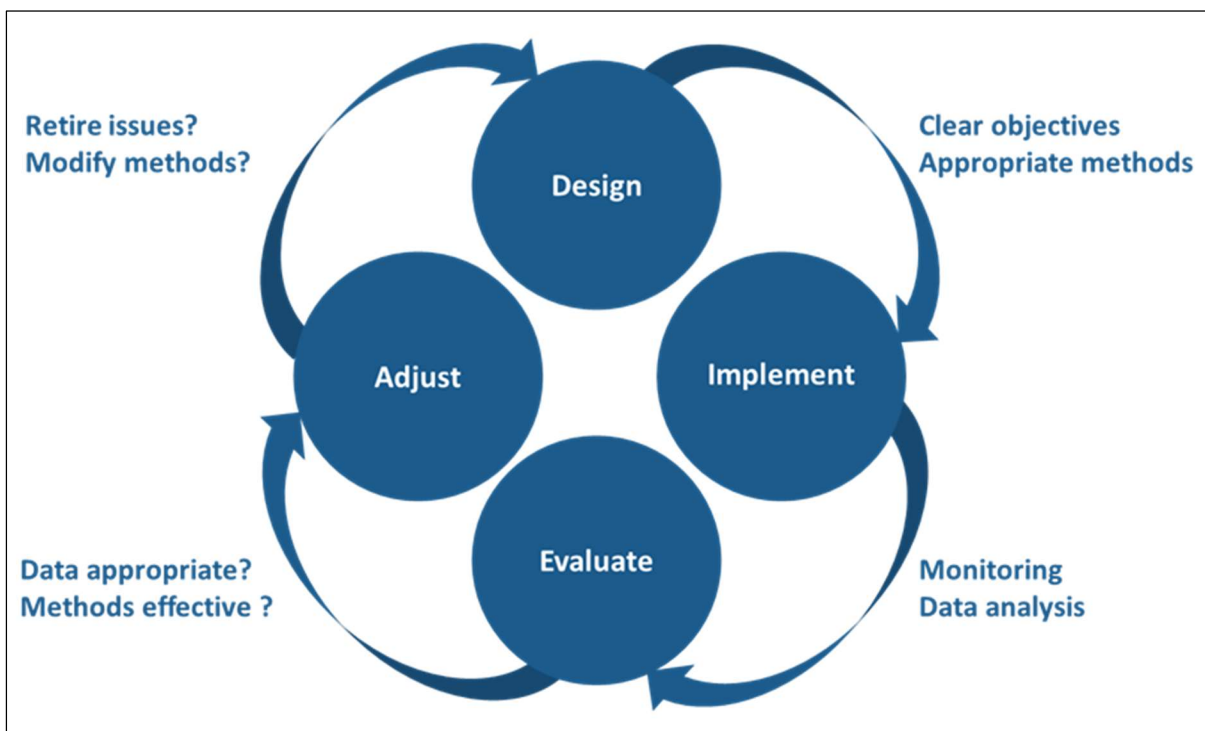 Design
Clear objectives
Appropriate methods
Implement
Monitoring
Data analysis
Evaluate
Data appropriate?
Methods effective ?
Adjust
Retire issues?
Modify methods?